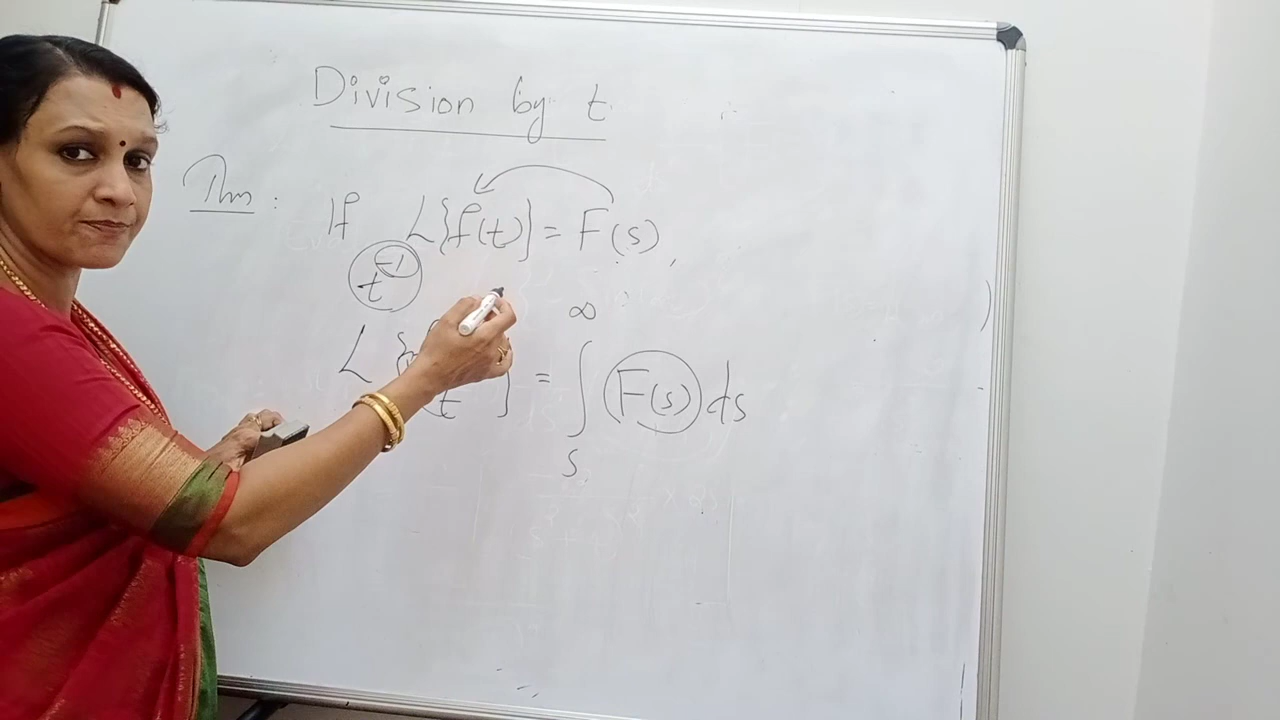 Division by t
Thm : If L{f(t)} = F(s),
t⁻¹
∞
L { t } = ∫ F(s) ds
s